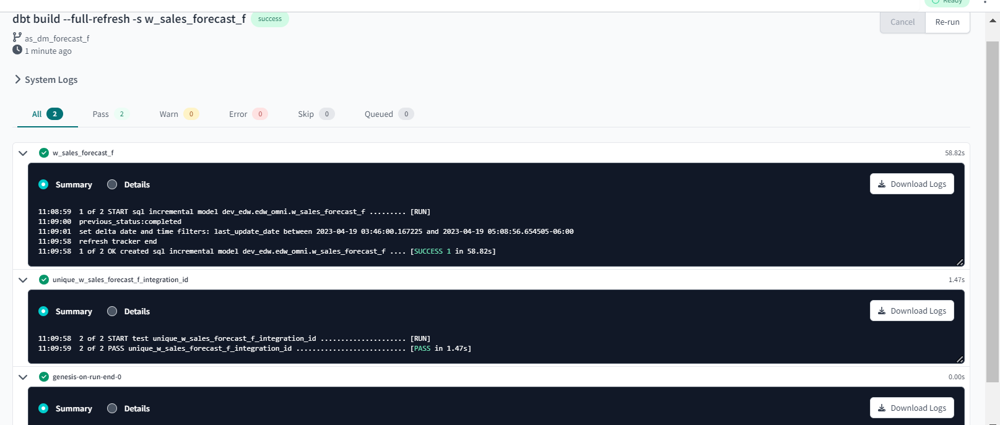 Ready
dbt build --full-refresh -s w_sales_forecast_f success
Cancel Re-run
as_dm_forecast_f
1 minute ago
System Logs
All 2 Pass 2 Warn 0 Error 0 Skip 0 Queued 0
w_sales_forecast_f 58.82s
Summary Details Download Logs
11:08:59 1 of 2 START sql incremental model dev_edw.edw_omni.w_sales_forecast_f ......... [RUN]
11:09:00 previous_status:completed
11:09:01 set delta date and time filters: last_update_date between 2023-04-19 03:46:00.167225 and 2023-04-19 05:08:56.654505-06:00
11:09:58 refresh tracker end
11:09:58 1 of 2 OK created sql incremental model dev_edw.edw_omni.w_sales_forecast_f .... [SUCCESS 1 in 58.82s]
unique_w_sales_forecast_f_integration_id 1.47s
Summary Details Download Logs
11:09:58 2 of 2 START test unique_w_sales_forecast_f_integration_id ..................... [RUN]
11:09:59 2 of 2 PASS unique_w_sales_forecast_f_integration_id ........................... [PASS in 1.47s]
genesis-on-run-end-0 0.00s
Summary Details Download Logs